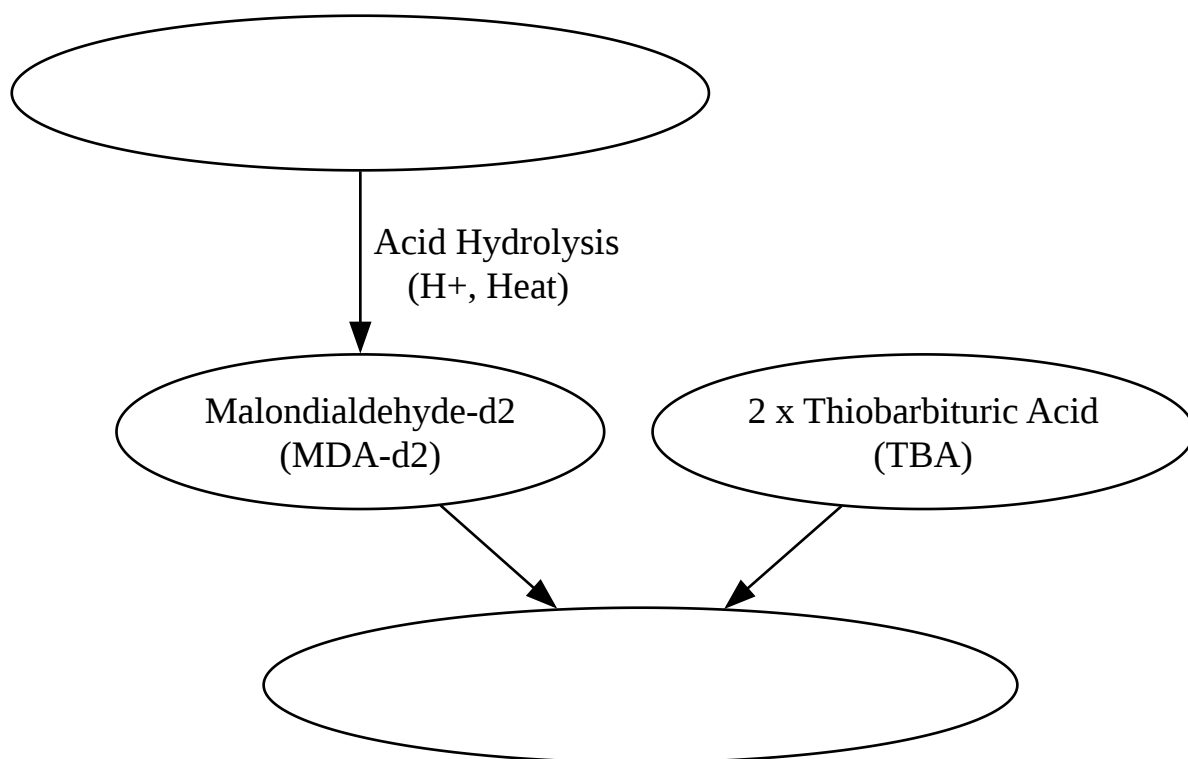 Acid Hydrolysis
(H+, Heat)
Malondialdehyde-d2
(MDA-d2)
2 x Thiobarbituric Acid
(TBA)